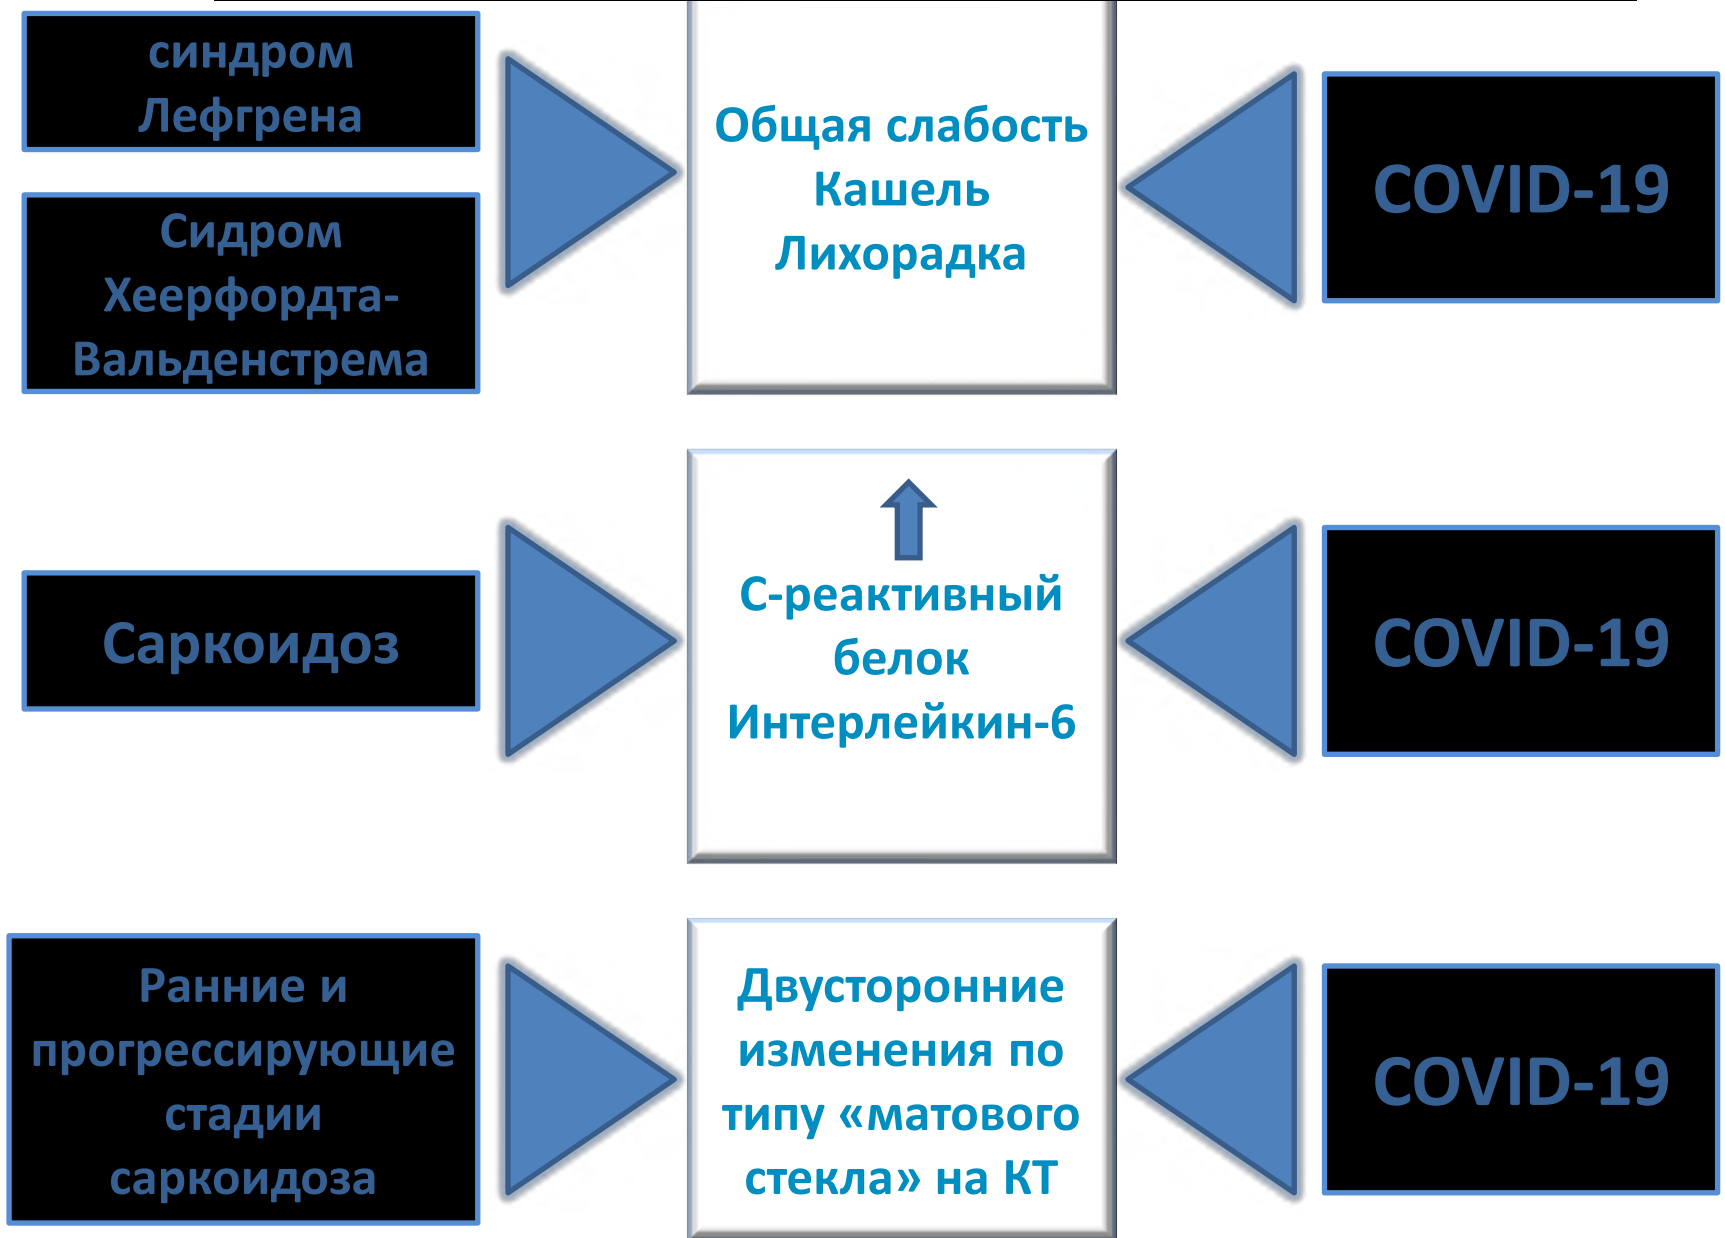 синдром
Лефгрена
Сидром
Хеерфордта-
Вальденстрема
Общая слабость
Кашель
Лихорадка
COVID-19
Саркоидоз
С-реактивный
белок
Интерлейкин-6
COVID-19
Ранние и
прогрессирующие
стадии
саркоидоза
Двусторонние
изменения по
типу «матового
стекла» на КТ
COVID-19